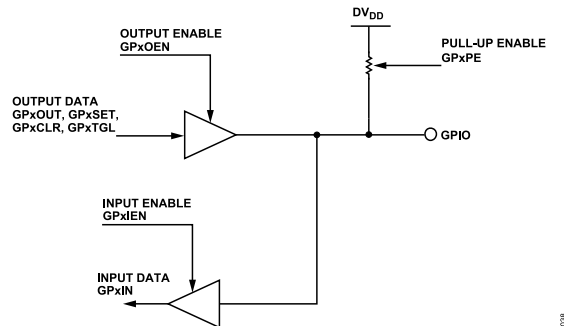 OUTPUT ENABLE
GPxOEN
DVDD
PULL-UP ENABLE
GPxPE
OUTPUT DATA
GPxOUT, GPxSET,
GPxCLR, GPxTGL
GPIO
INPUT ENABLE
GPxIEN
INPUT DATA
GPxIN
038